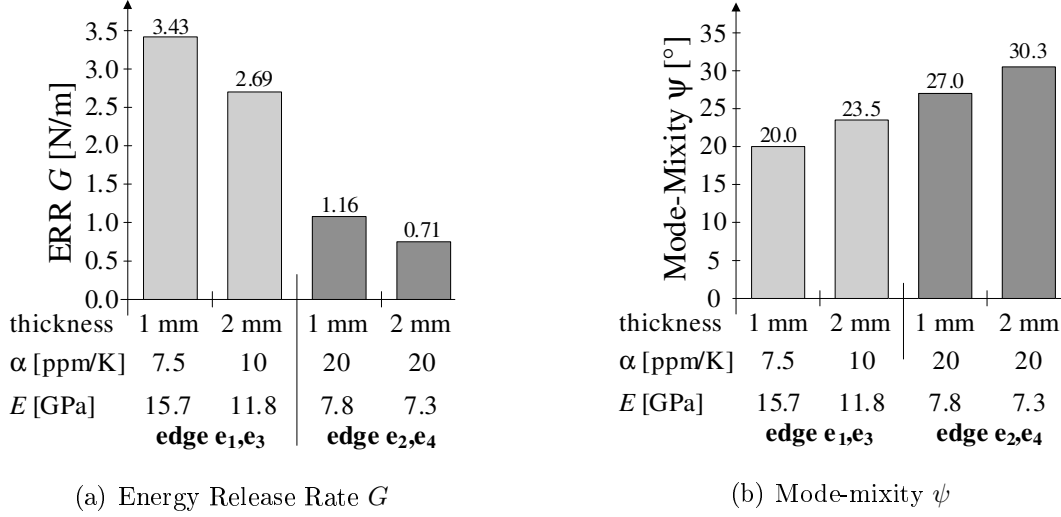 ERR G [N/m]
3.5
3.0
2.5
2.0
1.5
1.0
0.5
0.0
3.43
2.69
1.16
0.71
thickness 1 mm 2 mm 1 mm 2 mm
α [ppm/K] 7.5 10 20 20
E [GPa] 15.7 11.8 7.8 7.3
edge e₁,e₃ edge e₂,e₄
(a) Energy Release Rate G
Mode-Mixity ψ [°]
35
30
25
20
15
10
5
0
20.0
23.5
27.0
30.3
thickness 1 mm 2 mm 1 mm 2 mm
α [ppm/K] 7.5 10 20 20
E [GPa] 15.7 11.8 7.8 7.3
edge e₁,e₃ edge e₂,e₄
(b) Mode-mixity ψ